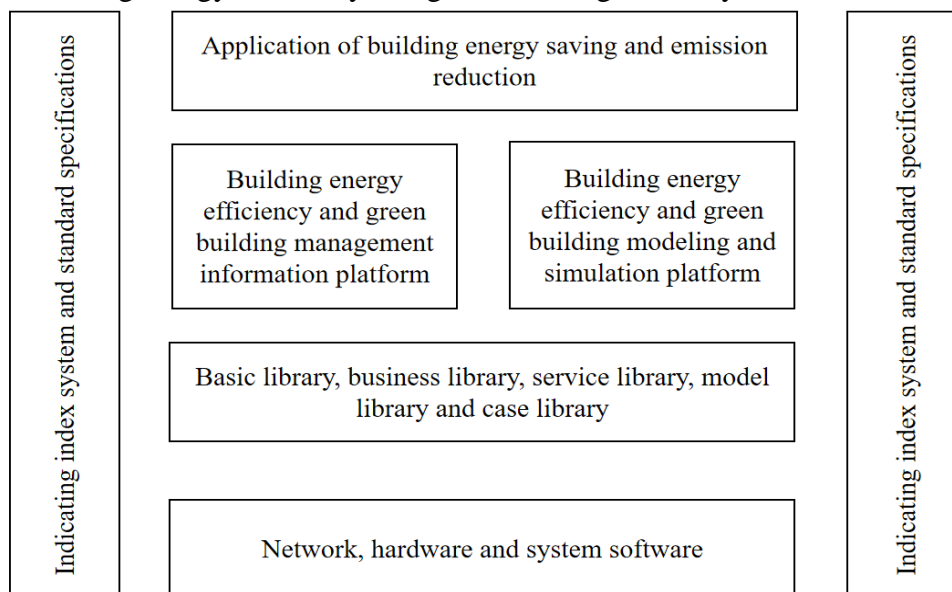 Indicating index system and standard specifications
Application of building energy saving and emission
reduction
Building energy
efficiency and green
building management
information platform
Building energy
efficiency and green
building modeling and
simulation platform
Basic library, business library, service library, model
library and case library
Network, hardware and system software
Indicating index system and standard specifications